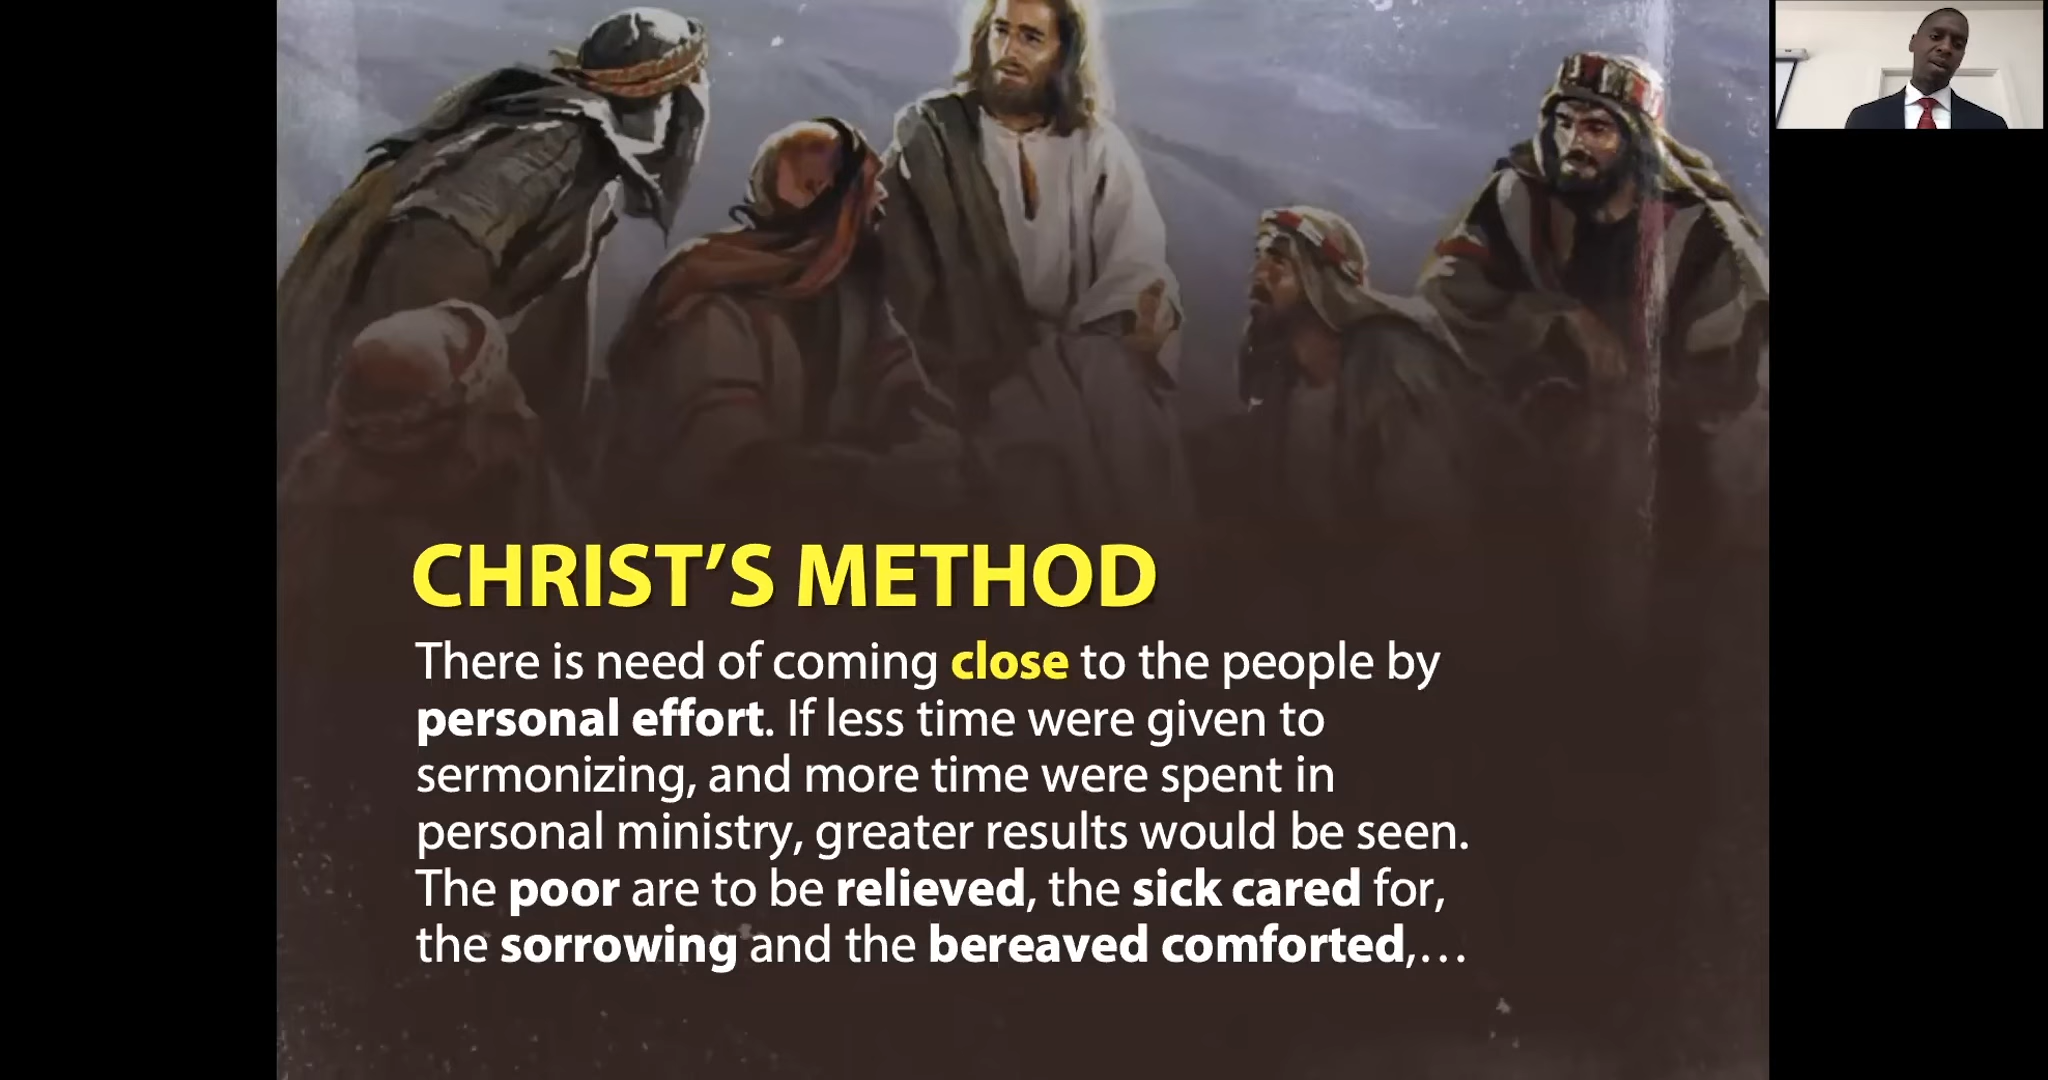 CHRIST’S METHOD
There is need of coming close to the people by
personal effort. If less time were given to
sermonizing, and more time were spent in
personal ministry, greater results would be seen.
The poor are to be relieved, the sick cared for,
the sorrowing and the bereaved comforted,…